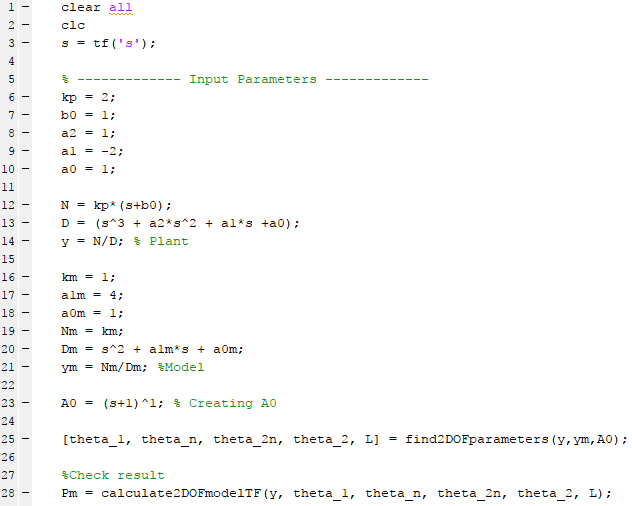 1 - clear all
2 - clc
3 - s = tf('s');
4
5 % ------------- Input Parameters -------------
6 - kp = 2;
7 - b0 = 1;
8 - a2 = 1;
9 - a1 = -2;
10 - a0 = 1;
11
12 - N = kp*(s+b0);
13 - D = (s^3 + a2*s^2 + a1*s +a0);
14 - y = N/D; % Plant
15
16 - km = 1;
17 - a1m = 4;
18 - a0m = 1;
19 - Nm = km;
20 - Dm = s^2 + a1m*s + a0m;
21 - ym = Nm/Dm; %Model
22
23 - A0 = (s+1)^1; % Creating A0
24
25 - [theta_1, theta_n, theta_2n, theta_2, L] = find2DOFparameters(y,ym,A0);
26
27 %Check result
28 - Pm = calculate2DOFmodelTF(y, theta_1, theta_n, theta_2n, theta_2, L);